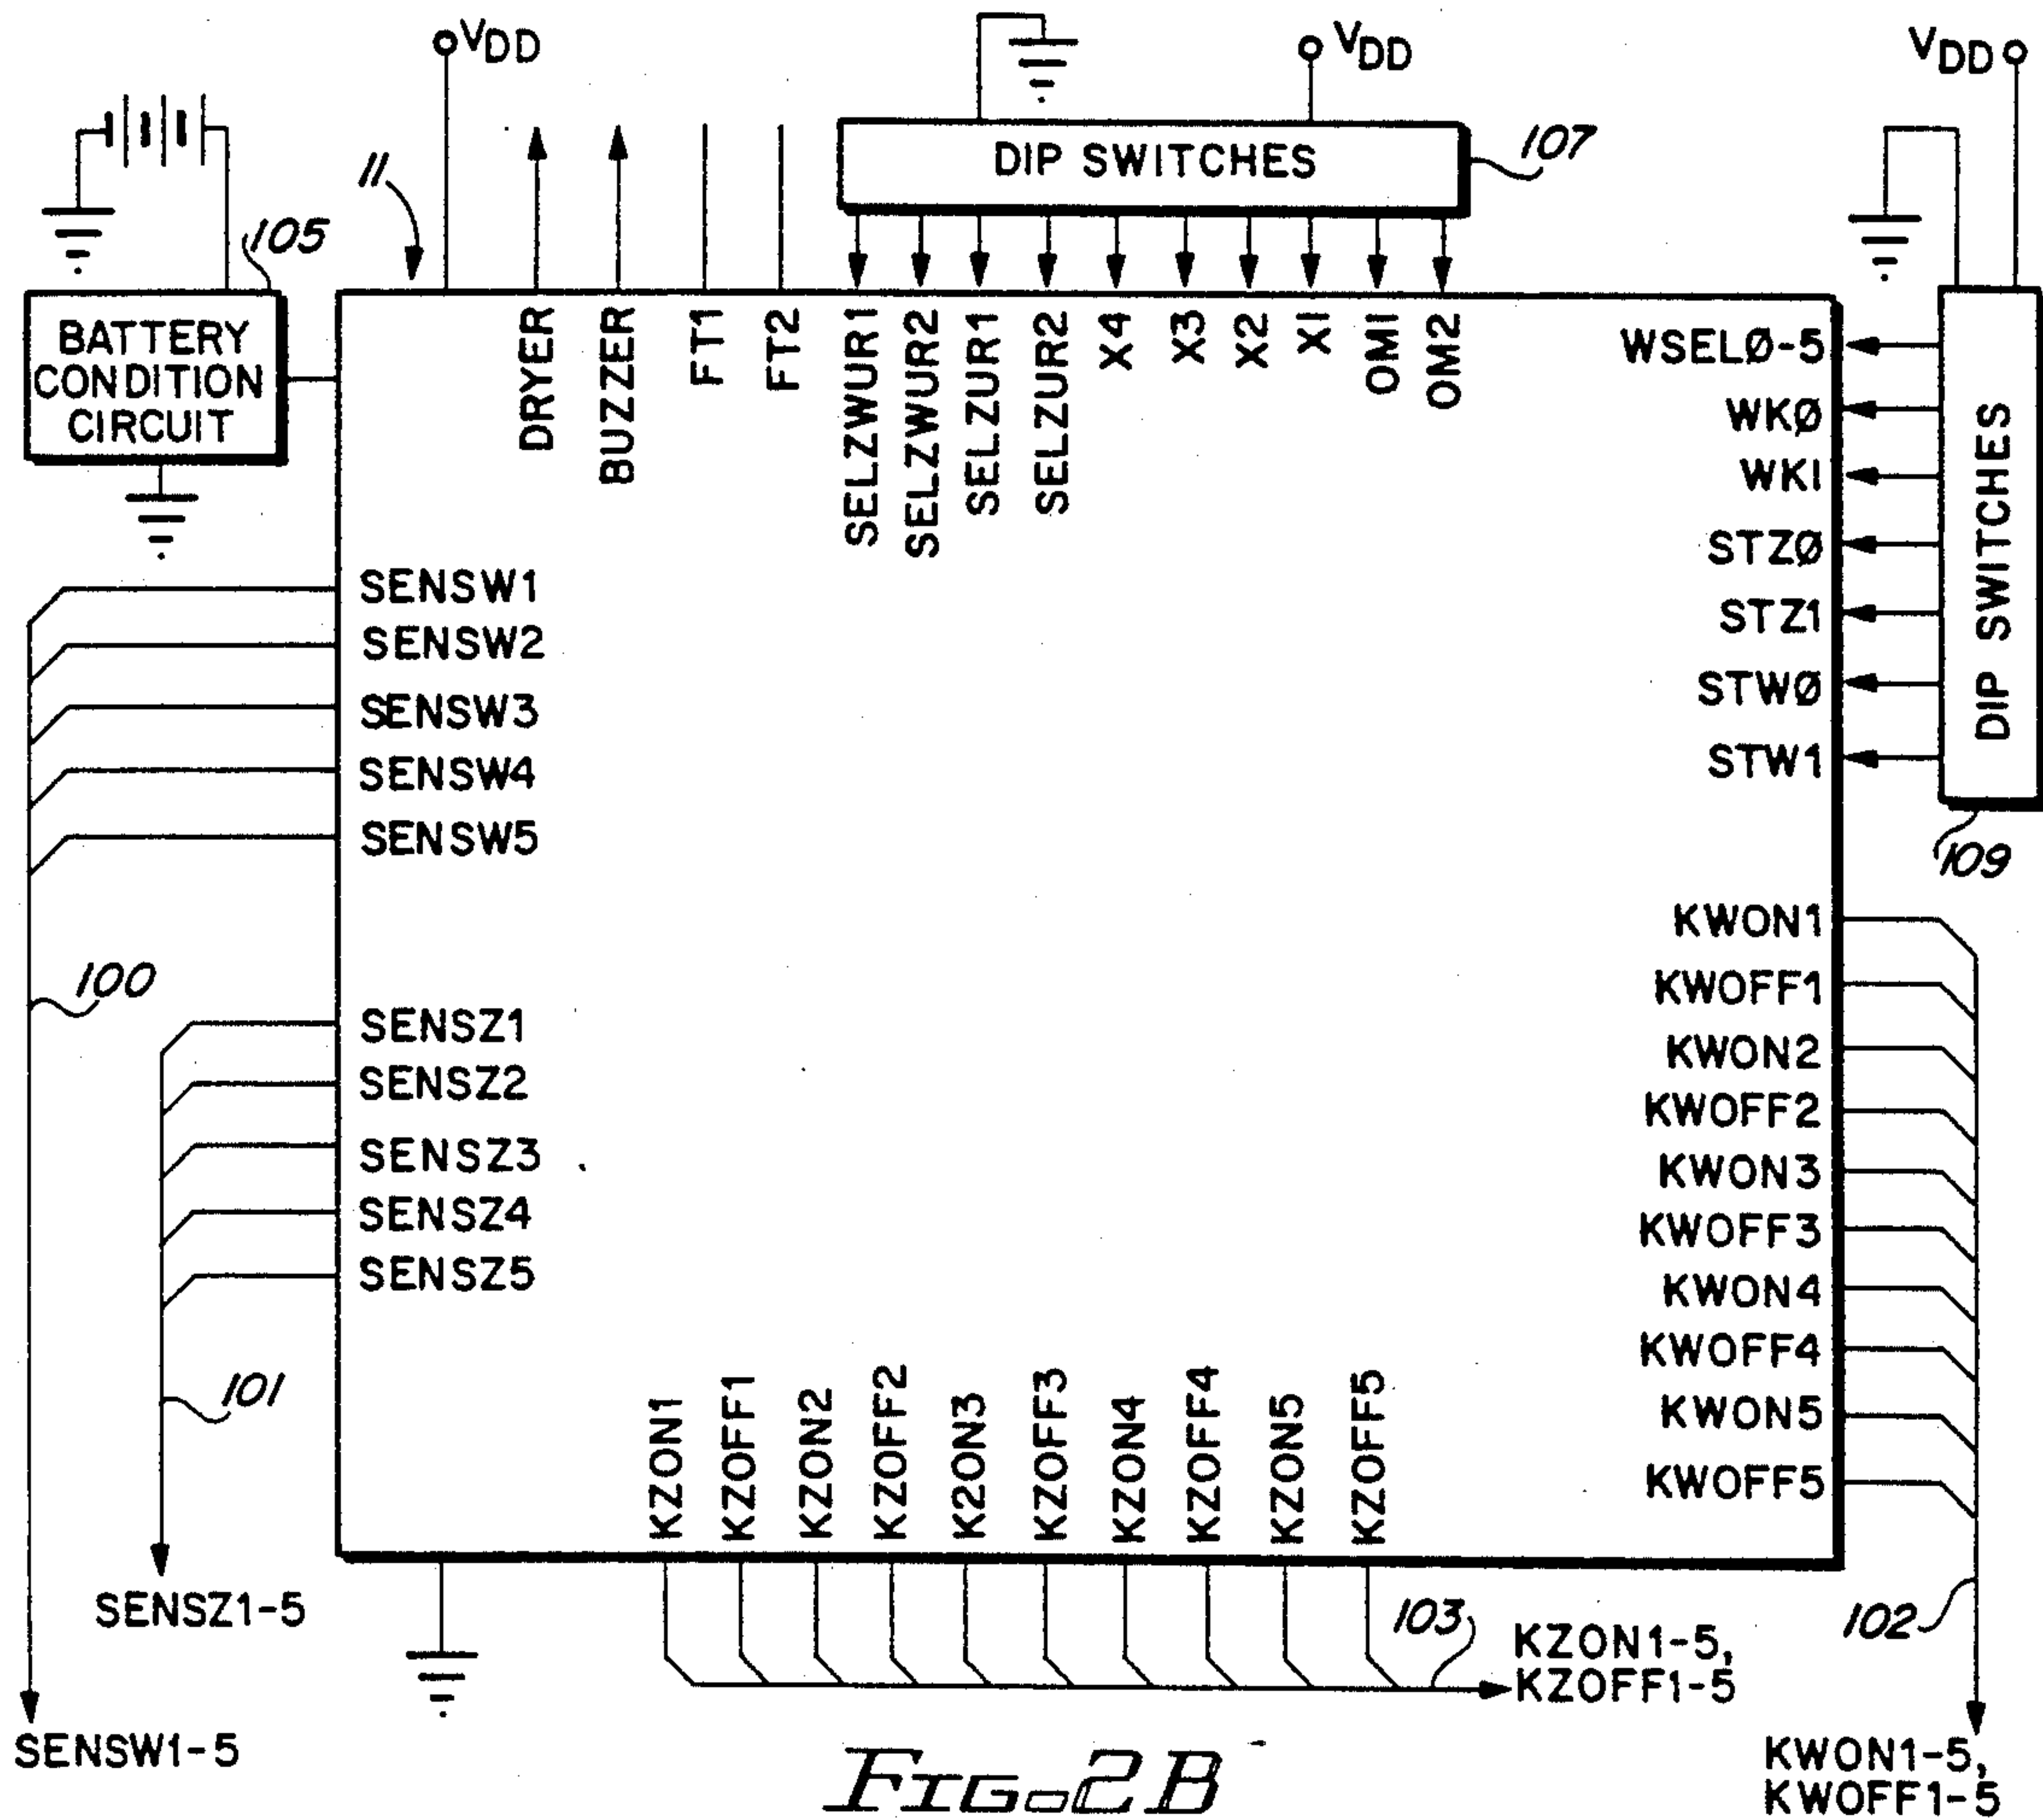 VDD
VDD
VDD
11
105
107
DIP SWITCHES
BATTERY
CONDITION
CIRCUIT
DRYER
BUZZER
FT1
FT2
SELZWUR1
SELZWUR2
SELZUR1
SELZUR2
X4
X3
X2
X1
OM1
OM2
WSELØ-5
WKØ
WK1
STZØ
STZ1
STWØ
STW1
DIP SWITCHES
109
SENSW1
SENSW2
SENSW3
SENSW4
SENSW5
100
SENSZ1
SENSZ2
SENSZ3
SENSZ4
SENSZ5
101
KWON1
KWOFF1
KWON2
KWOFF2
KWON3
KWOFF3
KWON4
KWOFF4
KWON5
KWOFF5
102
KZON1
KZOFF1
KZON2
KZOFF2
K2ON3
KZOFF3
KZON4
KZOFF4
KZON5
KZOFF5
103
SENSZ1-5
KZON1-5,
KZOFF1-5
SENSW1-5
KWON1-5,
KWOFF1-5
FIG-2B